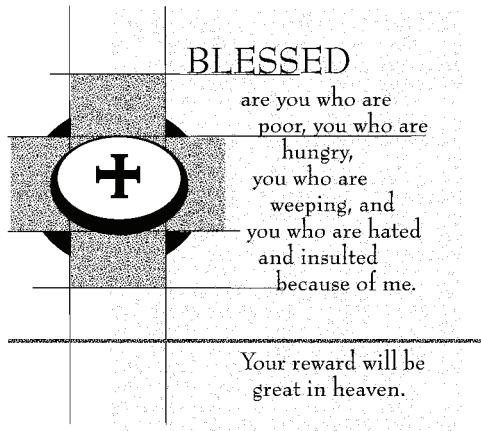 BLESSED
are you who are
poor, you who are
hungry,
you who are
weeping, and
you who are hated
and insulted
because of me.
Your reward will be
great in heaven.